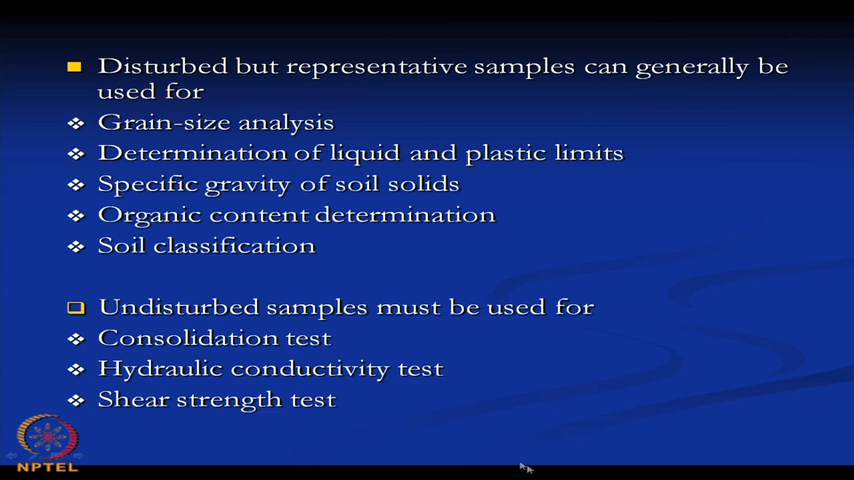 Disturbed but representative samples can generally be
used for
Grain-size analysis
Determination of liquid and plastic limits
Specific gravity of soil solids
Organic content determination
Soil classification
Undisturbed samples must be used for
Consolidation test
Hydraulic conductivity test
Shear strength test
NPTEL